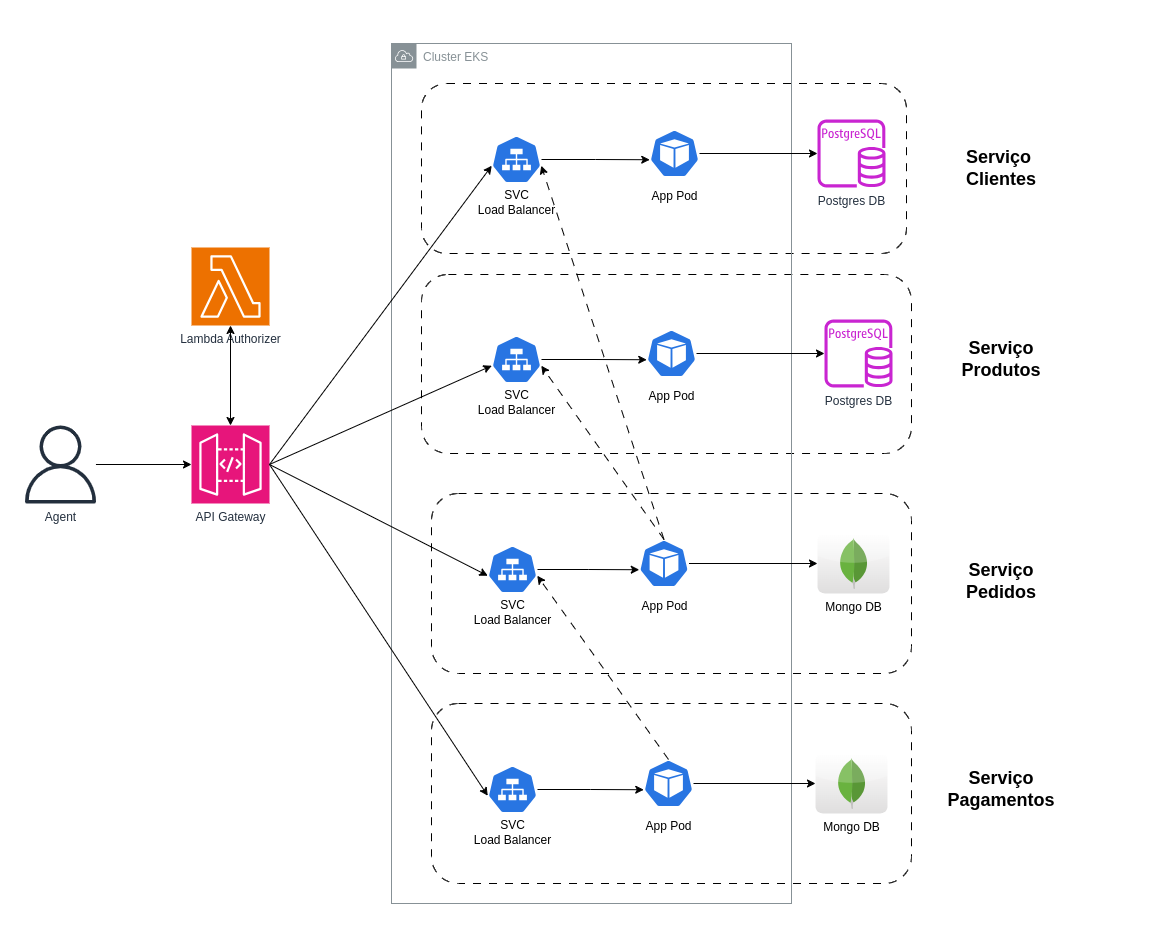 Cluster EKS
PostgreSQL
SVC
Load Balancer
App Pod
Postgres DB
Serviço
Clientes
Lambda Authorizer
PostgreSQL
SVC
Load Balancer
App Pod
Postgres DB
Serviço
Produtos
</>
Agent
API Gateway
SVC
Load Balancer
App Pod
Mongo DB
Serviço
Pedidos
SVC
Load Balancer
App Pod
Mongo DB
Serviço
Pagamentos